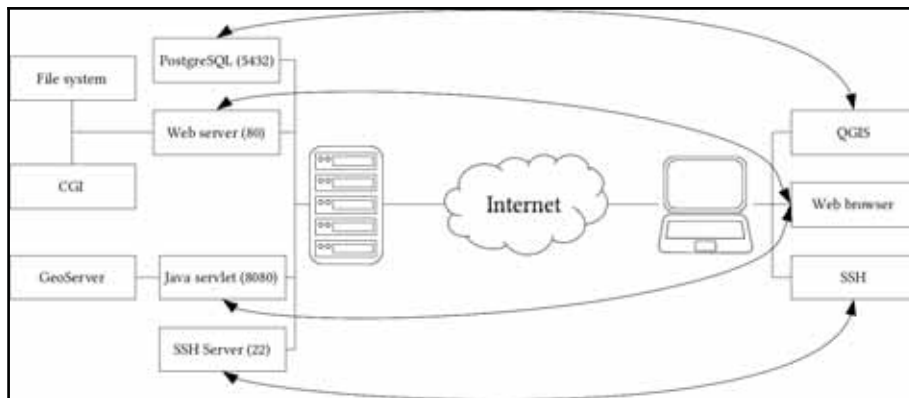 PostgreSQL (5432)
File system
Web server (80)
QGIS
CGI
Internet
Web browser
GeoServer
Java servlet (8080)
SSH
SSH Server (22)